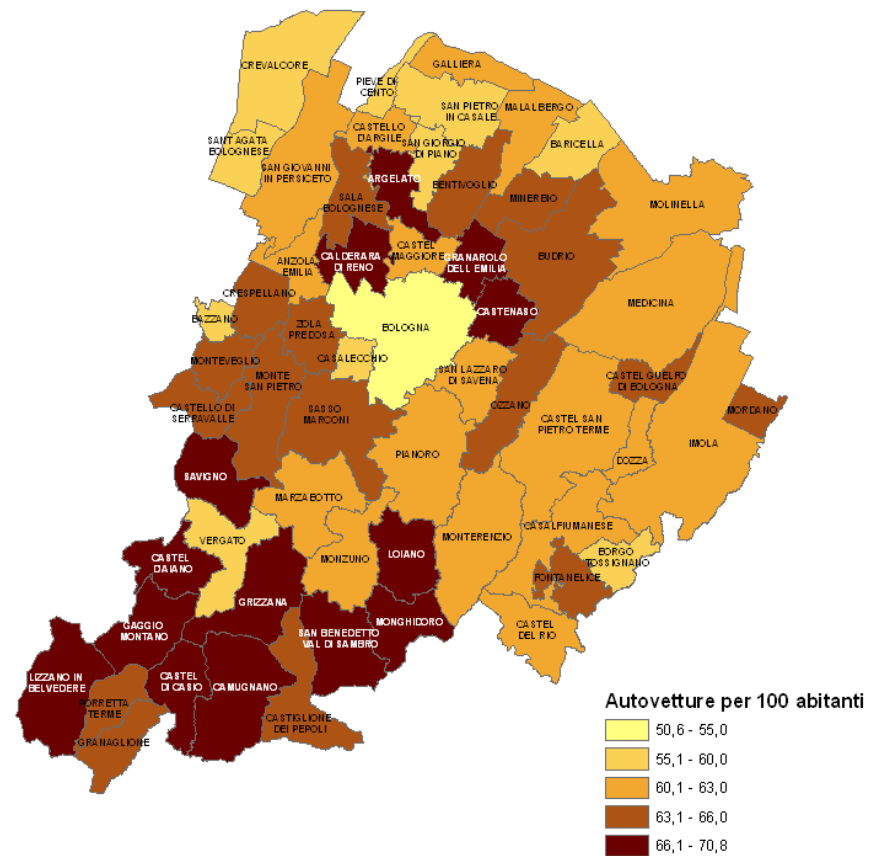 CREVALCORE
GALLIERA
PIEVE DI
CENTO
SAN PIETRO
IN CASALE
MALALBERGO
SANT'AGATA
BOLOGNESE
CASTELLO
D'ARGILE
SAN GIORGIO
DI PIANO
BARICELLA
SAN GIOVANNI
IN PERSICETO
ARGELATO
BENTIVOGLIO
SALA
BOLOGNESE
MINERBIO
MOLINELLA
CALDERARA
DI RENO
CASTEL
MAGGIORE
GRANAROLO
DELL EMILIA
BUDRIO
ANZOLA
EMILIA
CRESPELLANO
MEDICINA
BAZZANO
ZOLA
PREDOSA
BOLOGNA
CASTENASO
CASALECCHIO
MONTEVEGLIO
MONTE
SAN PIETRO
SAN LAZZARO
DI SAVENA
CASTEL GUELFO
DI BOLOGNA
CASTELLO DI
SERRAVALLE
SASSO
MARCONI
OZZANO
CASTEL SAN
PIETRO TERME
MORDANO
IMOLA
PIANORO
DOZZA
SAVIGNO
MARZABOTTO
VERGATO
CASALFIUMANESE
MONTERENZIO
LOIANO
MONZUNO
BORGO
TOSSIGNANO
CASTEL
DAIANO
FONTANELICE
GRIZZANA
GAGGIO
MONTANO
SAN BENEDETTO
VAL DI SAMBRO
MONGHIDORO
CASTEL
DEL RIO
LIZZANO IN
BELVEDERE
CASTEL
DI CASIO
CAMUGNANO
PORRETTA
TERME
CASTIGLIONE
DEI PEPOLI
GRANAGLIONE
Autovetture per 100 abitanti
50,6 - 55,0
55,1 - 60,0
60,1 - 63,0
63,1 - 66,0
66,1 - 70,8